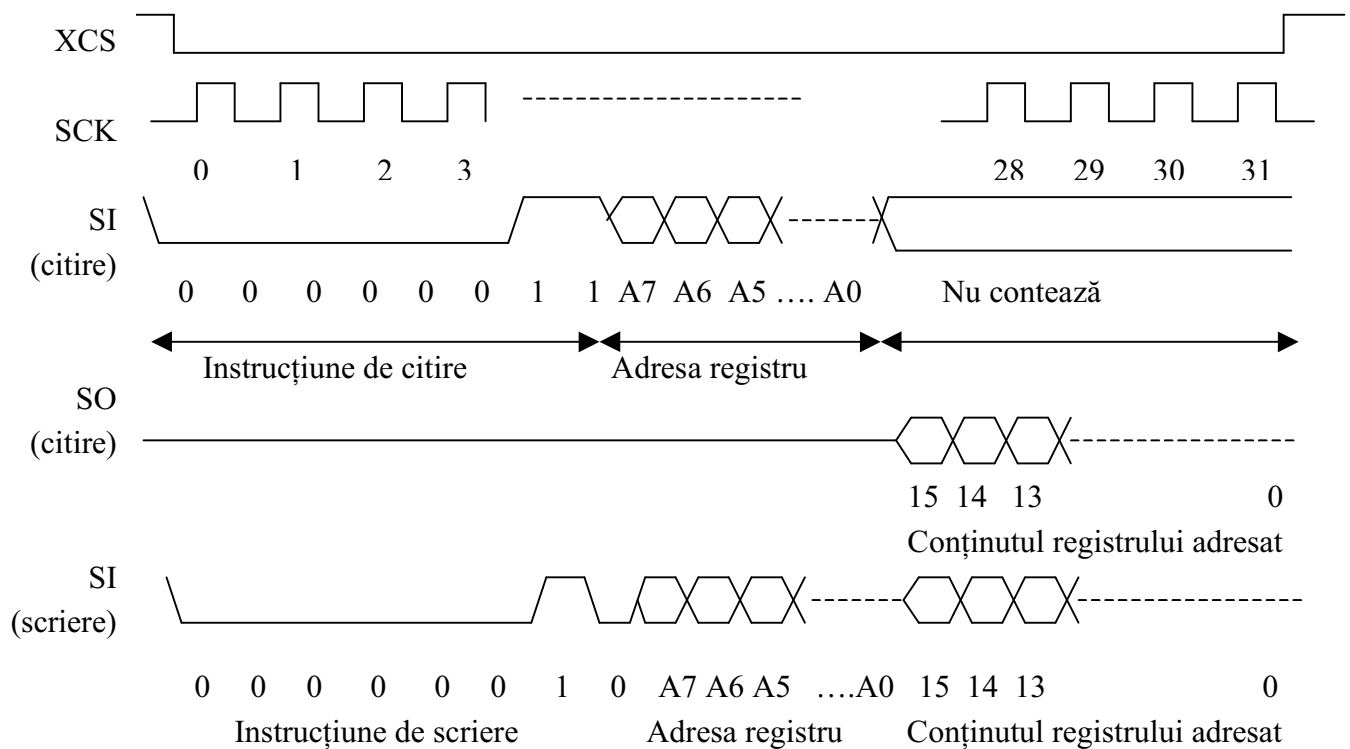 XCS
SCK
0 1 2 3 28 29 30 31
SI
(citire)
0 0 0 0 0 0 1 1 A7 A6 A5 …. A0 Nu contează
Instrucțiune de citire Adresa registru
SO
(citire)
15 14 13 0
Conținutul registrului adresat
SI
(scriere)
0 0 0 0 0 0 1 0 A7 A6 A5 ….A0 15 14 13 0
Instrucțiune de scriere Adresa registru Conținutul registrului adresat